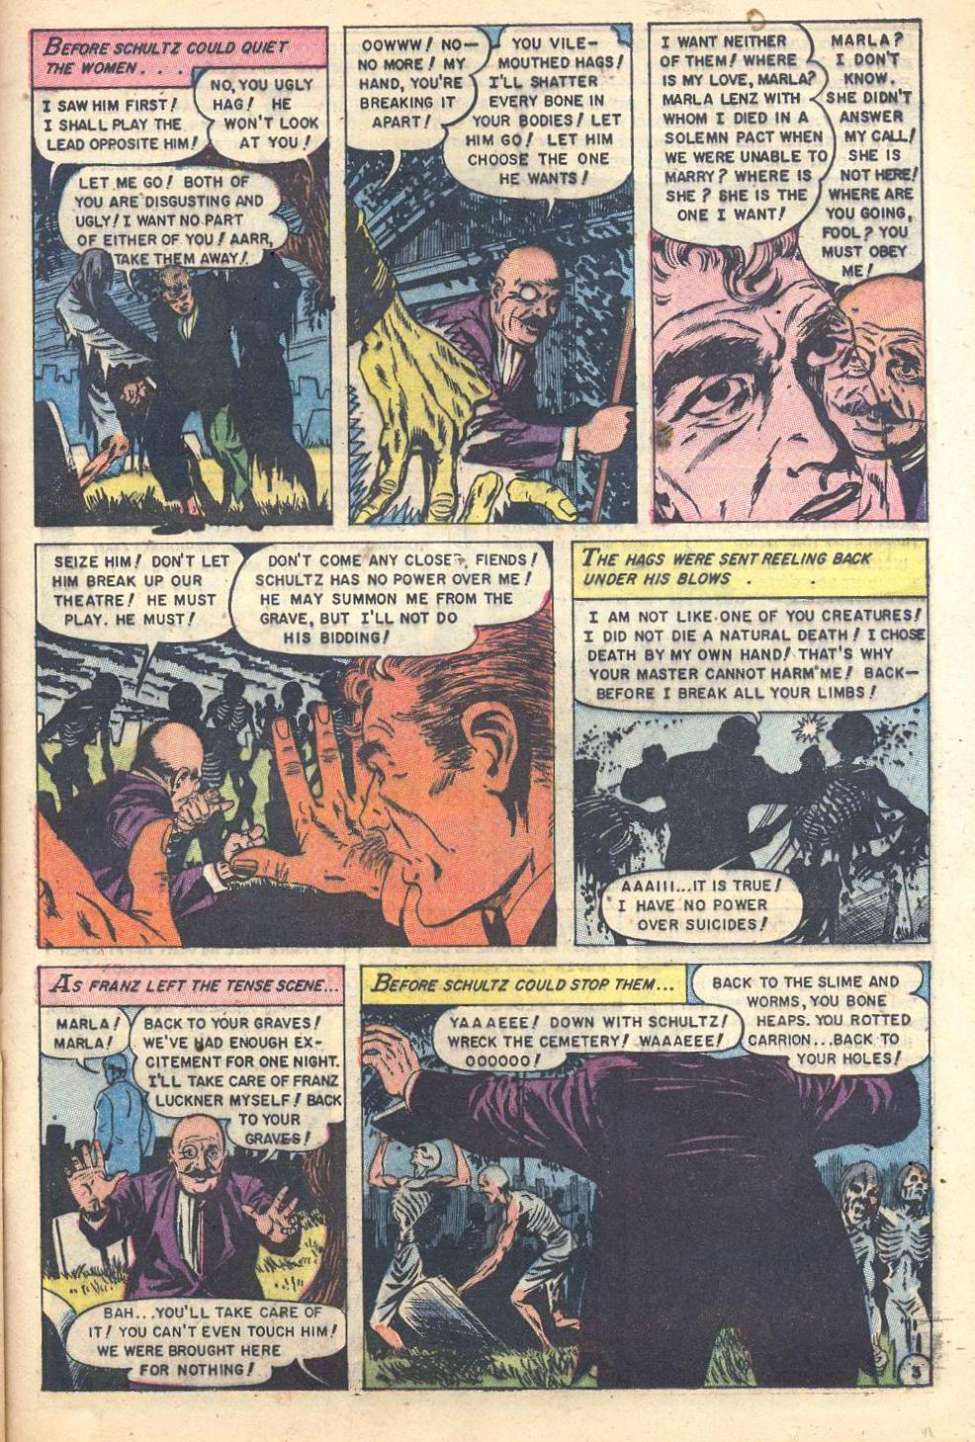 BEFORE SCHULTZ COULD QUIET
THE WOMEN . . .
I SAW HIM FIRST!
I SHALL PLAY THE
LEAD OPPOSITE HIM!
NO, YOU UGLY
HAG! HE
WON'T LOOK
AT YOU!
LET ME GO! BOTH OF
YOU ARE DISGUSTING AND
UGLY! I WANT NO PART
OF EITHER OF YOU! AARR,
TAKE THEM AWAY!
OOWWW! NO—
NO MORE! MY
HAND, YOU'RE
BREAKING IT
APART!
YOU VILE-
MOUTHED HAGS!
I'LL SHATTER
EVERY BONE IN
YOUR BODIES! LET
HIM GO! LET HIM
CHOOSE THE ONE
HE WANTS!
I WANT NEITHER
OF THEM! WHERE
IS MY LOVE, MARLA?
MARLA LENZ WITH
WHOM I DIED IN A
SOLEMN PACT WHEN
WE WERE UNABLE TO
MARRY? WHERE IS
SHE? SHE IS THE
ONE I WANT!
MARLA?
I DON'T
KNOW.
SHE DIDN'T
ANSWER
MY CALL!
SHE IS
NOT HERE!
WHERE ARE
YOU GOING,
FOOL? YOU
MUST OBEY
ME!
SEIZE HIM! DON'T LET
HIM BREAK UP OUR
THEATRE! HE MUST
PLAY. HE MUST!
DON'T COME ANY CLOSER, FIENDS!
SCHULTZ HAS NO POWER OVER ME!
HE MAY SUMMON ME FROM THE
GRAVE, BUT I'LL NOT DO
HIS BIDDING!
THE HAGS WERE SENT REELING BACK
UNDER HIS BLOWS . . .
I AM NOT LIKE ONE OF YOU CREATURES!
I DID NOT DIE A NATURAL DEATH! I CHOSE
DEATH BY MY OWN HAND! THAT'S WHY
YOUR MASTER CANNOT HARM ME! BACK—
BEFORE I BREAK ALL YOUR LIMBS!
AAAIII...IT IS TRUE!
I HAVE NO POWER
OVER SUICIDES!
AS FRANZ LEFT THE TENSE SCENE...
MARLA!
MARLA!
BACK TO YOUR GRAVES!
WE'VE HAD ENOUGH EX-
CITEMENT FOR ONE NIGHT.
I'LL TAKE CARE OF FRANZ
LUCKNER MYSELF! BACK
TO YOUR
GRAVES!
BAH...YOU'LL TAKE CARE OF
IT! YOU CAN'T EVEN TOUCH HIM!
WE WERE BROUGHT HERE
FOR NOTHING!
BEFORE SCHULTZ COULD STOP THEM...
YAAAEEE! DOWN WITH SCHULTZ!
WRECK THE CEMETERY! WAAAEEE!
OOOOOO!
BACK TO THE SLIME AND
WORMS, YOU BONE
HEAPS. YOU ROTTED
CARRION...BACK TO
YOUR HOLES!
3